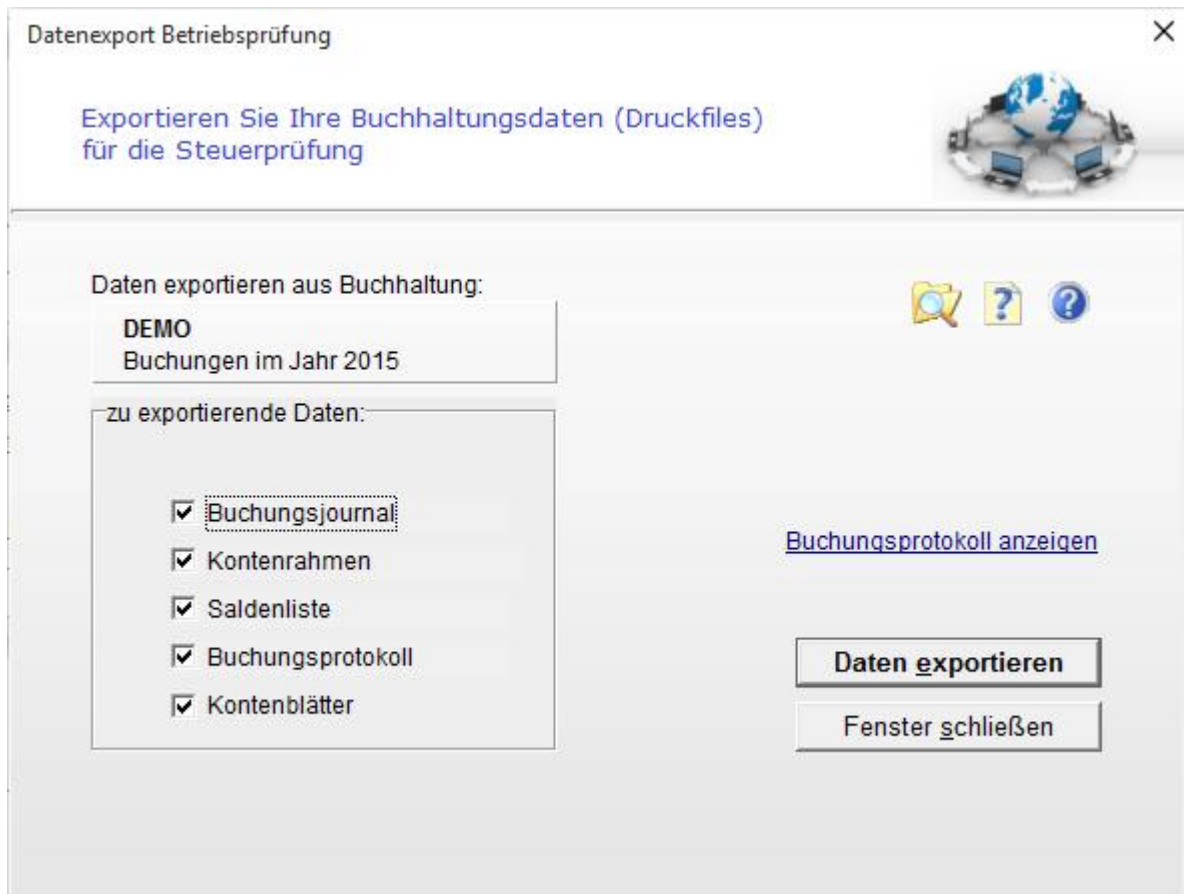 Datenexport Betriebsprüfung
Exportieren Sie Ihre Buchhaltungsdaten (Druckfiles)
für die Steuerprüfung
Daten exportieren aus Buchhaltung:
DEMO
Buchungen im Jahr 2015
zu exportierende Daten:
Buchungsjournal
Kontenrahmen
Saldenliste
Buchungsprotokoll
Kontenblätter
Buchungsprotokoll anzeigen
Daten exportieren
Fenster schließen